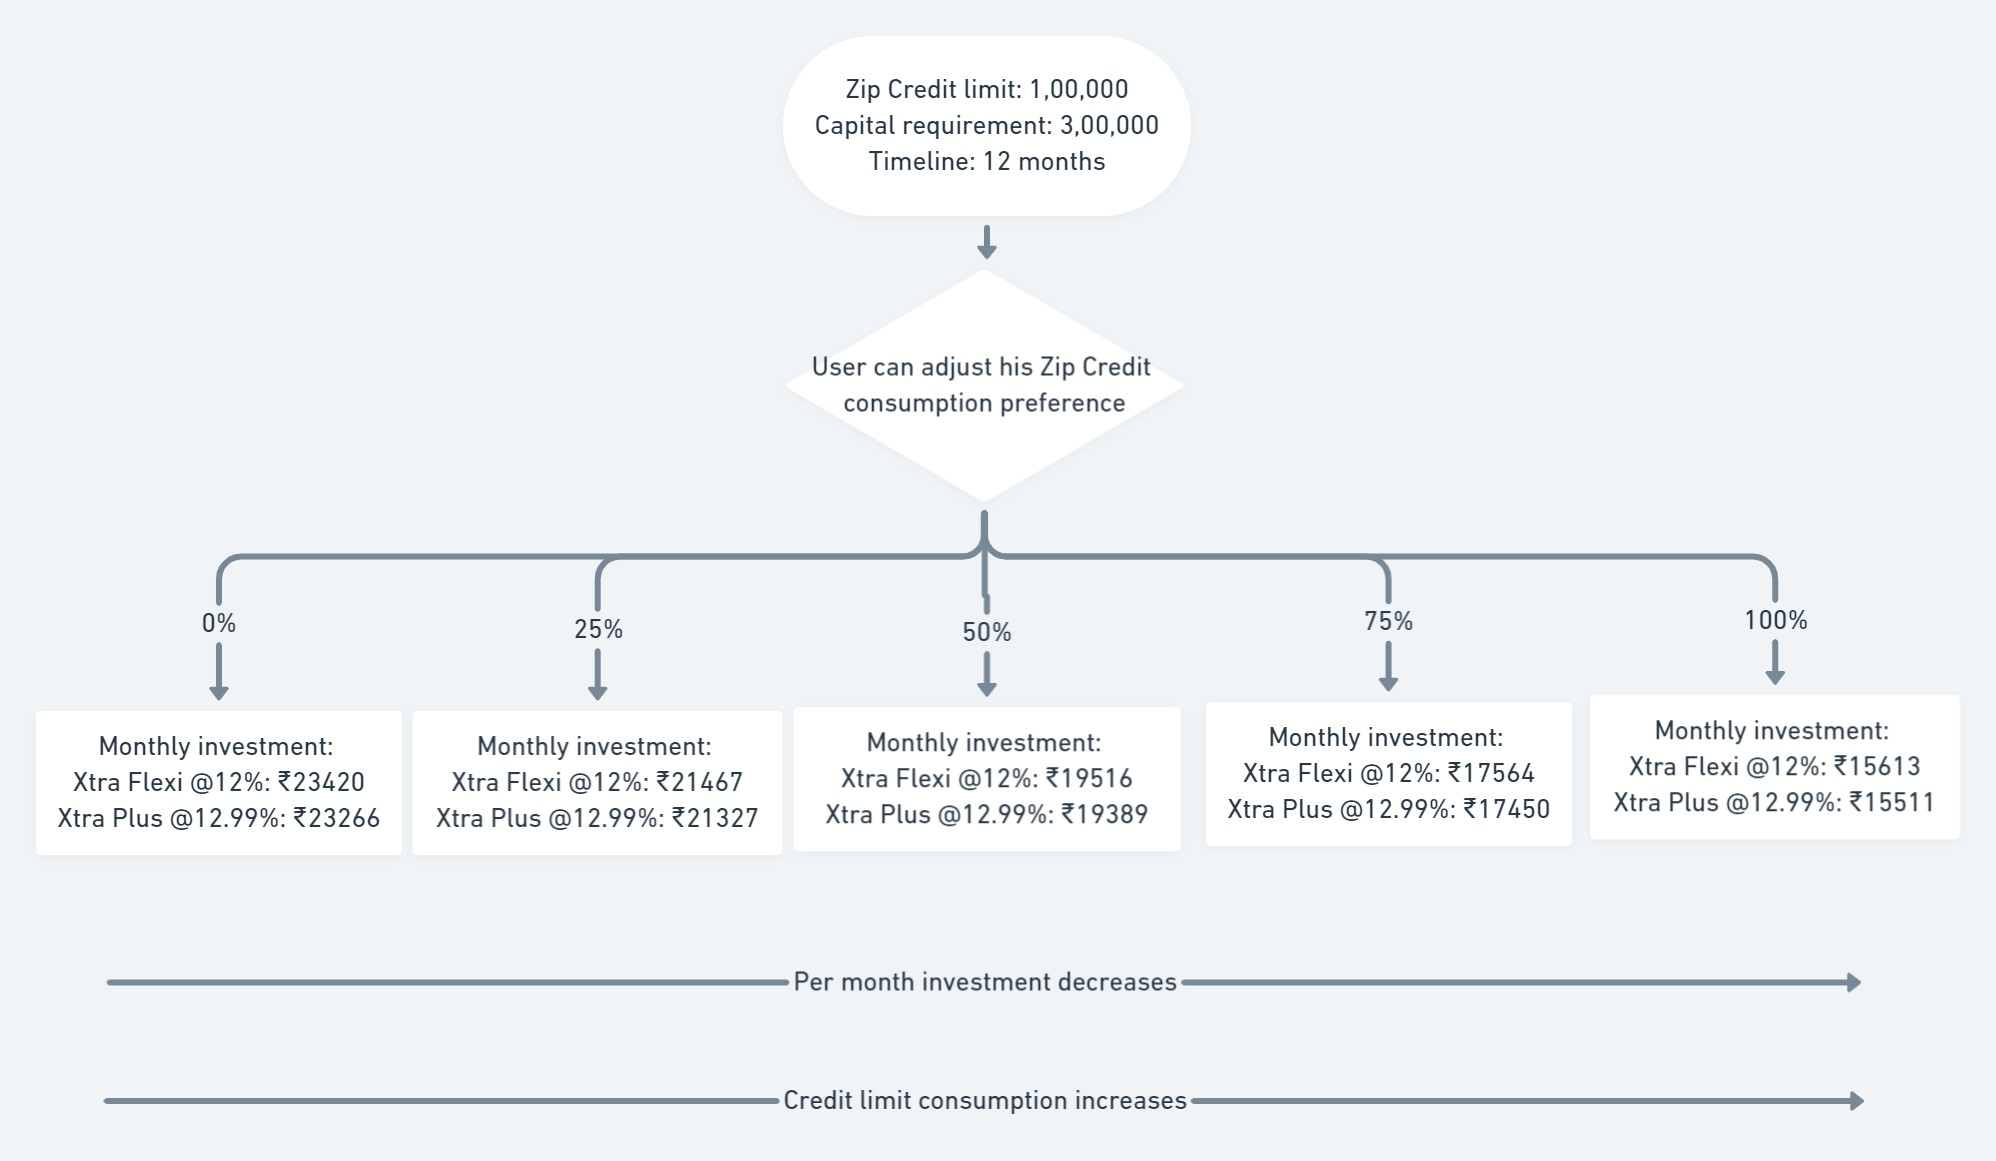 Zip Credit limit: 1,00,000
Capital requirement: 3,00,000
Timeline: 12 months
User can adjust his Zip Credit
consumption preference
0%
25%
50%
75%
100%
Monthly investment:
Xtra Flexi @12%: ₹23420
Xtra Plus @12.99%: ₹23266
Monthly investment:
Xtra Flexi @12%: ₹21467
Xtra Plus @12.99%: ₹21327
Monthly investment:
Xtra Flexi @12%: ₹19516
Xtra Plus @12.99%: ₹19389
Monthly investment:
Xtra Flexi @12%: ₹17564
Xtra Plus @12.99%: ₹17450
Monthly investment:
Xtra Flexi @12%: ₹15613
Xtra Plus @12.99%: ₹15511
Per month investment decreases
Credit limit consumption increases